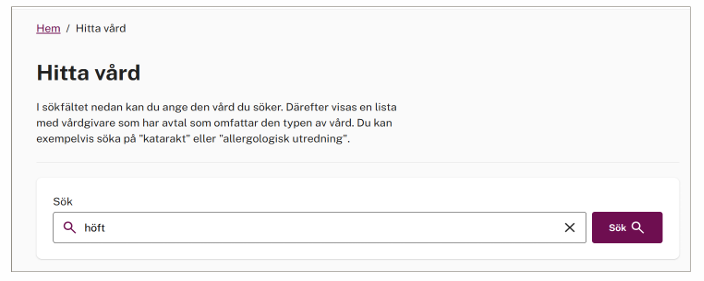 Hem / Hitta vård
Hitta vård
I sökfältet nedan kan du ange den vård du söker. Därefter visas en lista
med vårdgivare som har avtal som omfattar den typen av vård. Du kan
exempelvis söka på "katarakt" eller "allergologisk utredning".
Sök
höft
Sök